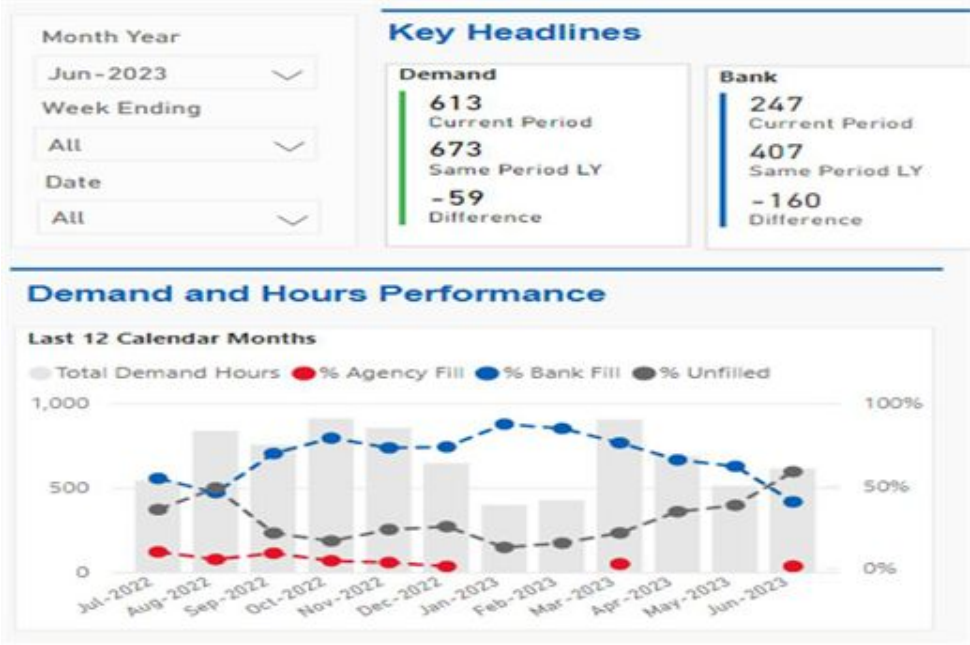 Month Year
Jun-2023
Week Ending
All
Date
All
Key Headlines
Demand
613
Current Period
673
Same Period LY
-59
Difference
Bank
247
Current Period
407
Same Period LY
-160
Difference
Demand and Hours Performance
Last 12 Calendar Months
Total Demand Hours % Agency Fill % Bank Fill % Unfilled
1,000 100%
500 50%
0 0%
Jul-2022 Aug-2022 Sep-2022 Oct-2022 Nov-2022 Dec-2022 Jan-2023 Feb-2023 Mar-2023 Apr-2023 May-2023 Jun-2023